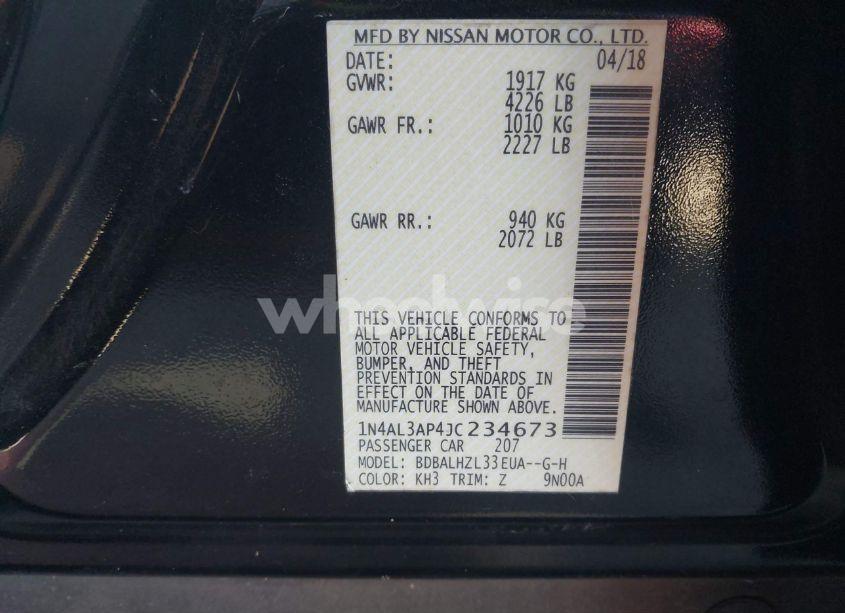 MFD BY NISSAN MOTOR CO., LTD.
DATE: 04/18
GVWR: 1917 KG
4226 LB
GAWR FR.: 1010 KG
2227 LB
GAWR RR.: 940 KG
2072 LB
wheelwise
THIS VEHICLE CONFORMS TO
ALL APPLICABLE FEDERAL
MOTOR VEHICLE SAFETY,
BUMPER, AND THEFT
PREVENTION STANDARDS IN
EFFECT ON THE DATE OF
MANUFACTURE SHOWN ABOVE.
1N4AL3AP4JC234673
PASSENGER CAR 207
MODEL: BDBALHZL33EUA--G-H
COLOR: KH3 TRIM: Z 9N00A